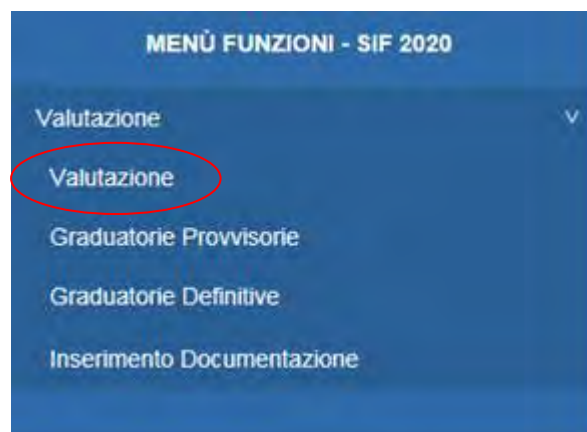 MENÙ FUNZIONI - SIF 2020
Valutazione
Valutazione
Graduatorie Provvisorie
Graduatorie Definitive
Inserimento Documentazione